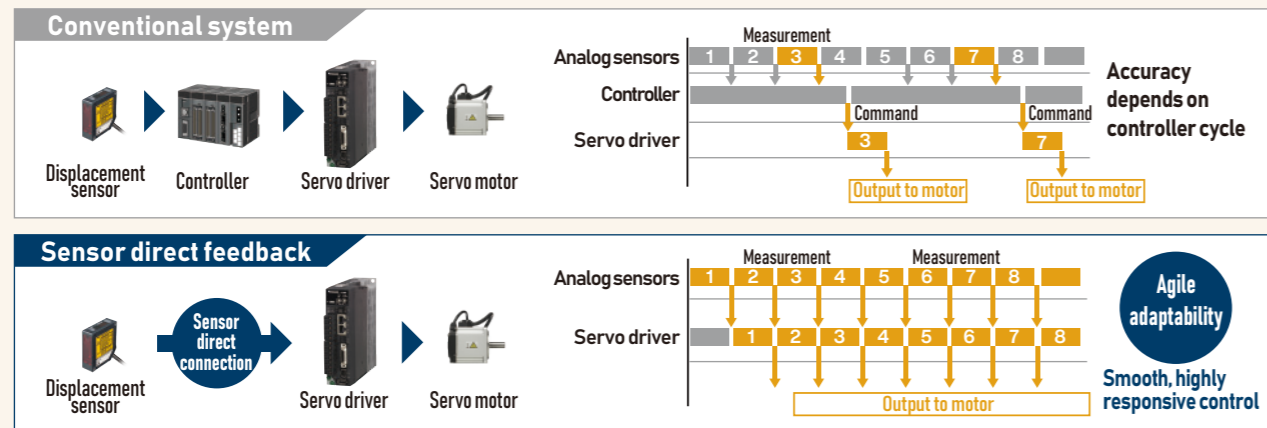 Conventional system
Displacement
sensor
Controller
Servo driver
Servo motor
Measurement
Analog sensors
1 2 3 4 5 6 7 8
Controller
Command
Command
Servo driver
3
7
Output to motor
Output to motor
Accuracy
depends on
controller cycle
Sensor direct feedback
Displacement
sensor
Sensor
direct
connection
Servo driver
Servo motor
Measurement
Measurement
Analog sensors
1 2 3 4 5 6 7 8
Servo driver
1 2 3 4 5 6 7 8
Output to motor
Agile
adaptability
Smooth, highly
responsive control